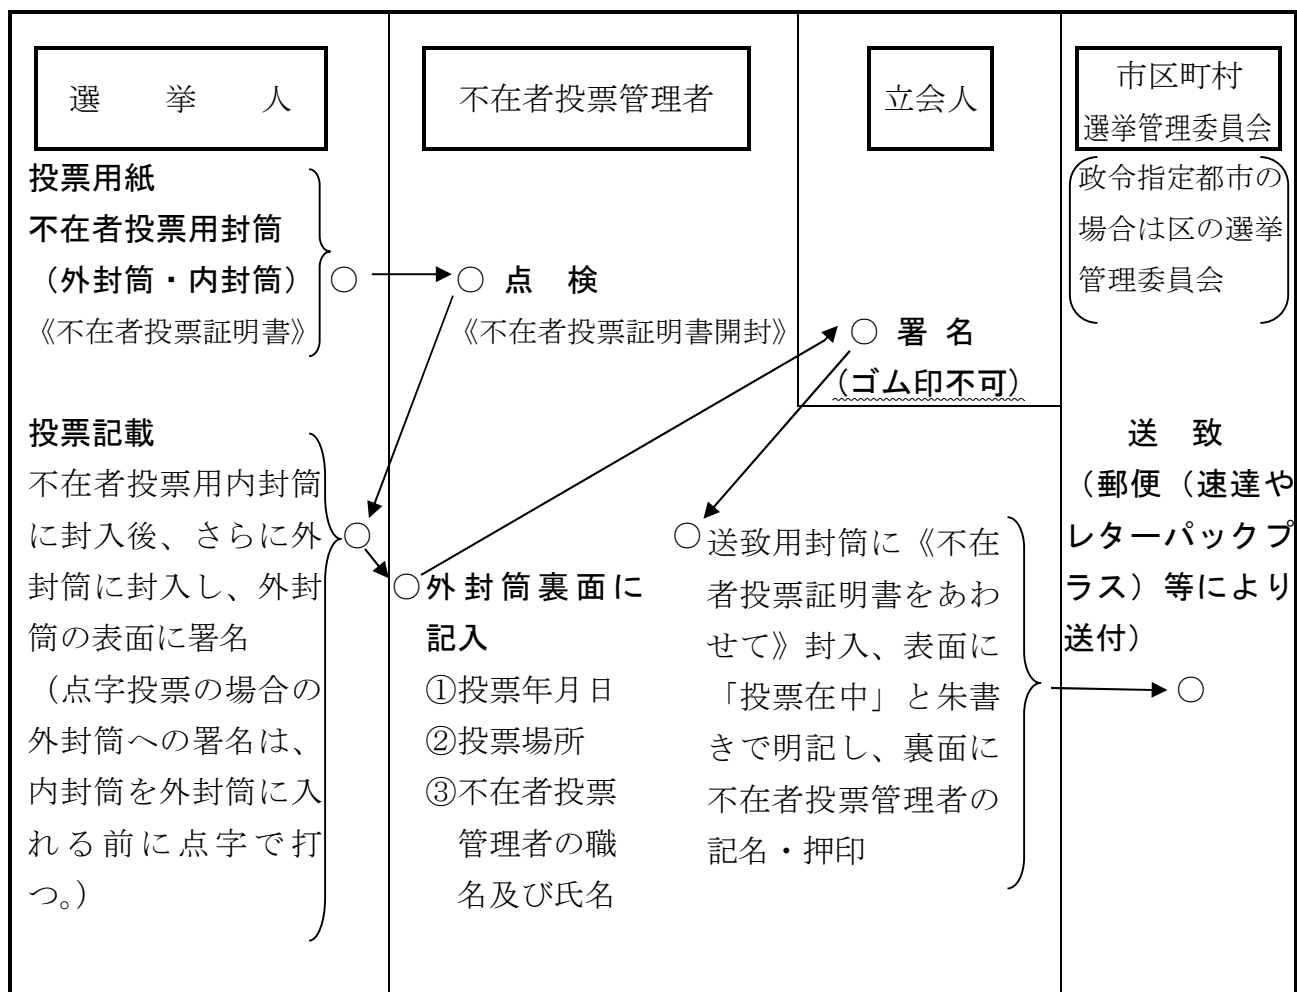 選 挙 人
投票用紙
不在者投票用封筒
（外封筒・内封筒）○
《不在者投票証明書》
投票記載
不在者投票用内封筒
に封入後、さらに外
封筒に封入し、外封
筒の表面に署名
（点字投票の場合の
外封筒への署名は、
内封筒を外封筒に入
れる前に点字で打
つ。）
○
不在者投票管理者
○ 点 検
《不在者投票証明書開封》
○外封筒裏面に
記入
①投票年月日
②投票場所
③不在者投票
管理者の職
名及び氏名
立会人
○ 署 名
（ゴム印不可）
○送致用封筒に《不在
者投票証明書をあわ
せて》封入、表面に
「投票在中」と朱書
きで明記し、裏面に
不在者投票管理者の
記名・押印
市区町村
選挙管理委員会
政令指定都市の
場合は区の選挙
管理委員会
送 致
（郵便（速達や
レターパックプ
ラス）等により
送付）
○